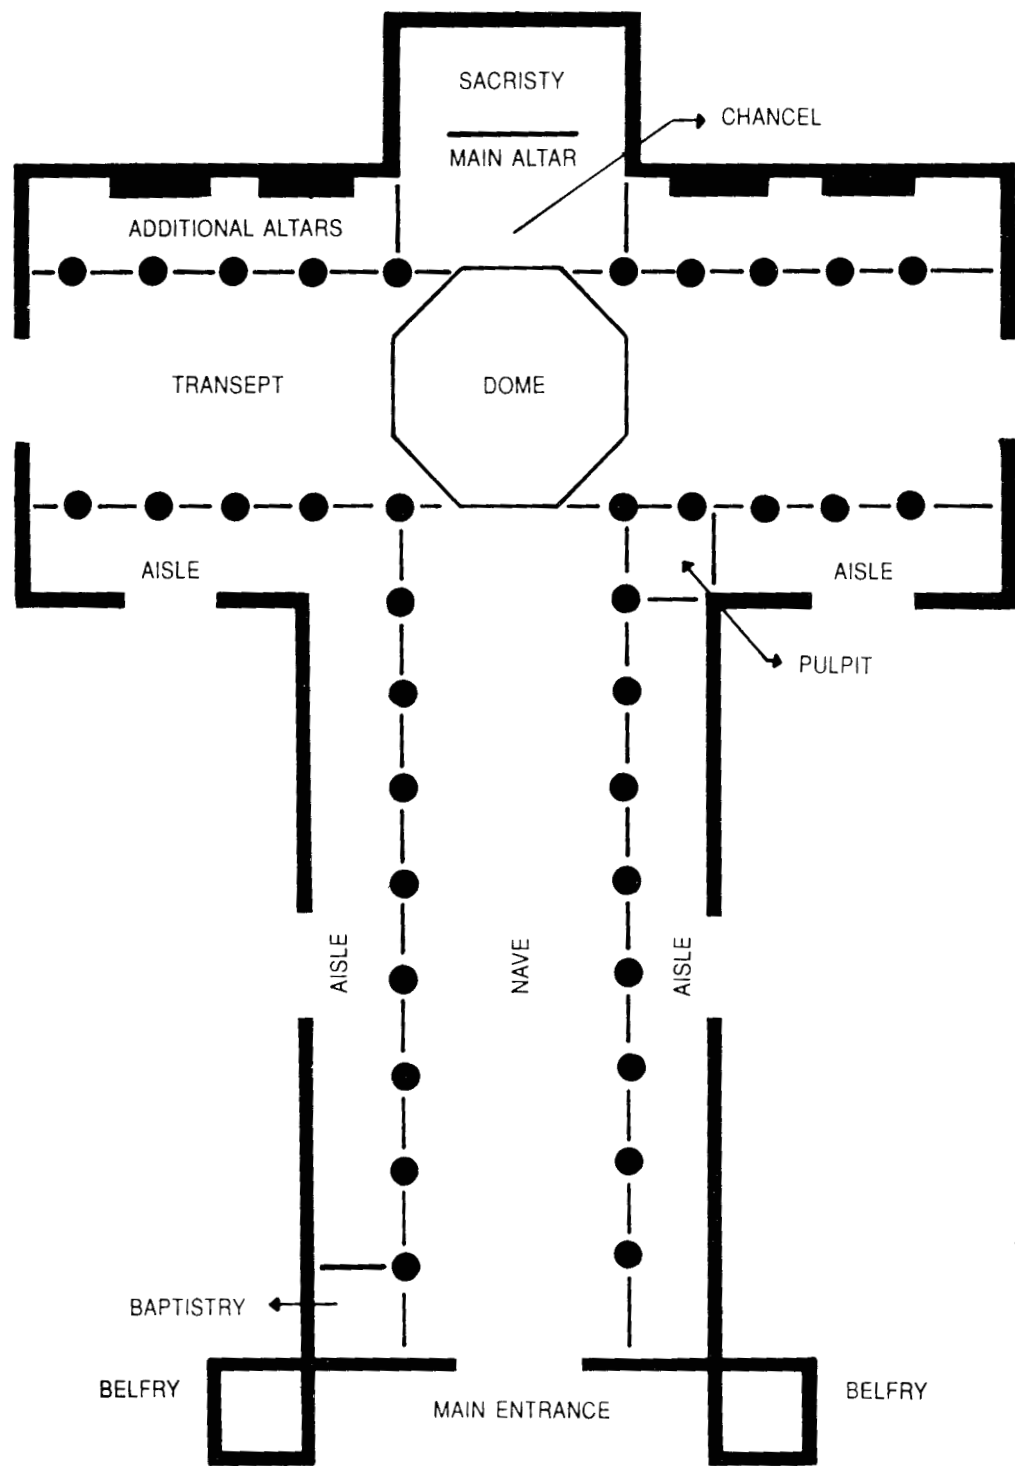 SACRISTY
CHANCEL
MAIN ALTAR
ADDITIONAL ALTARS
TRANSEPT
DOME
AISLE
AISLE
PULPIT
AISLE
NAVE
AISLE
BAPTISTRY
BELFRY
BELFRY
MAIN ENTRANCE